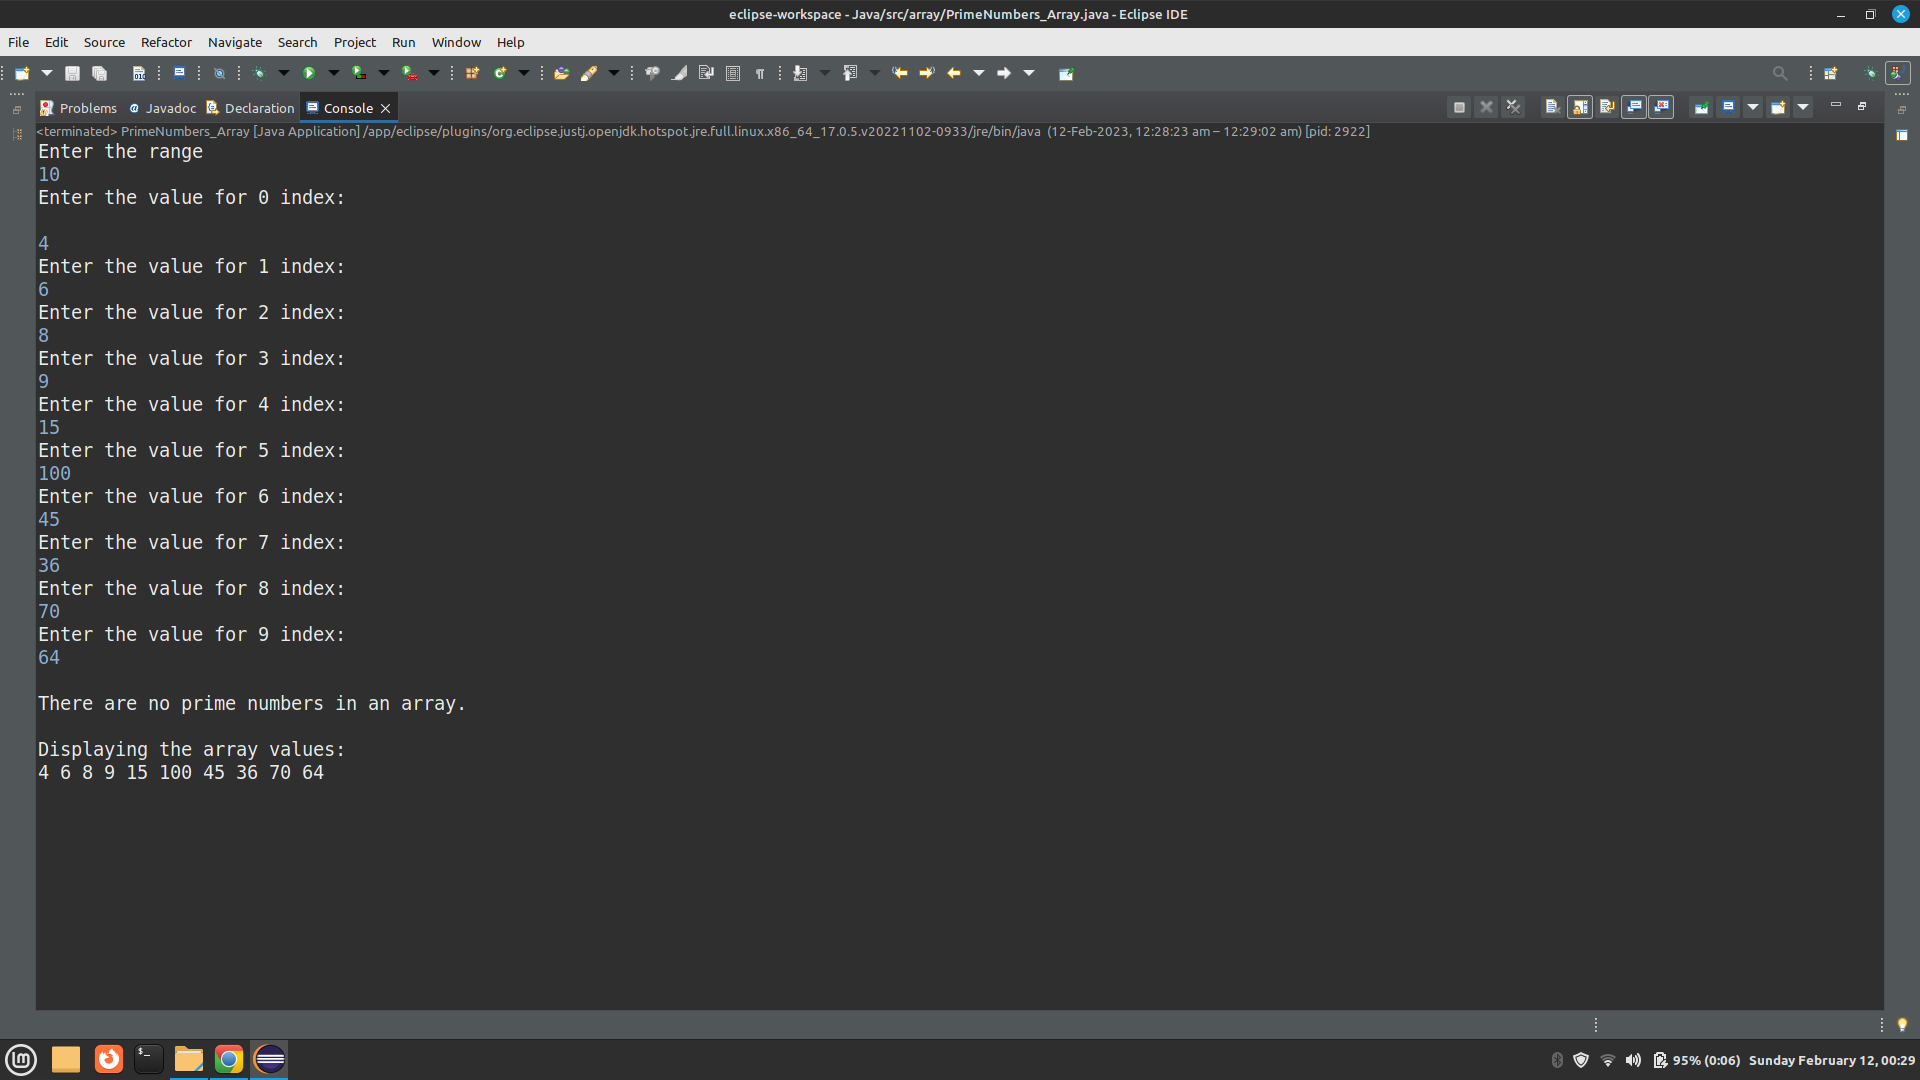 eclipse-workspace - Java/src/array/PrimeNumbers_Array.java - Eclipse IDE
File Edit Source Refactor Navigate Search Project Run Window Help
Problems Javadoc Declaration Console
<terminated> PrimeNumbers_Array [Java Application] /app/eclipse/plugins/org.eclipse.justj.openjdk.hotspot.jre.full.linux.x86_64_17.0.5.v20221102-0933/jre/bin/java (12-Feb-2023, 12:28:23 am – 12:29:02 am) [pid: 2922]
Enter the range
10
Enter the value for 0 index:
4
Enter the value for 1 index:
6
Enter the value for 2 index:
8
Enter the value for 3 index:
9
Enter the value for 4 index:
15
Enter the value for 5 index:
100
Enter the value for 6 index:
45
Enter the value for 7 index:
36
Enter the value for 8 index:
70
Enter the value for 9 index:
64
There are no prime numbers in an array.
Displaying the array values:
4 6 8 9 15 100 45 36 70 64
95% (0:06) Sunday February 12, 00:29